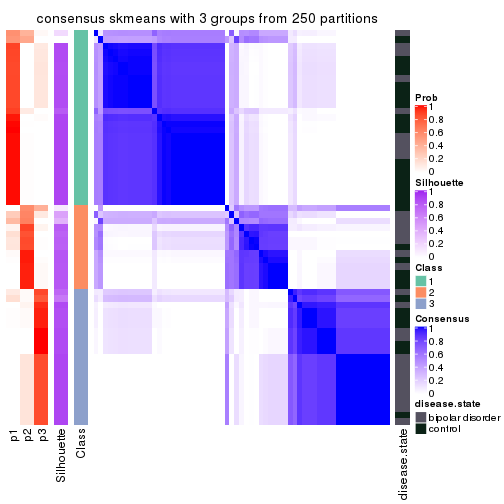 consensus skmeans with 3 groups from 250 partitions
Prob
1
0.8
0.6
0.4
0.2
0
Silhouette
1
0.8
0.6
0.4
0.2
0
Class
1
2
3
Consensus
1
0.8
0.6
0.4
0.2
0
disease.state
bipolar disorder
control
p1
p2
p3
Silhouette
Class
disease.state